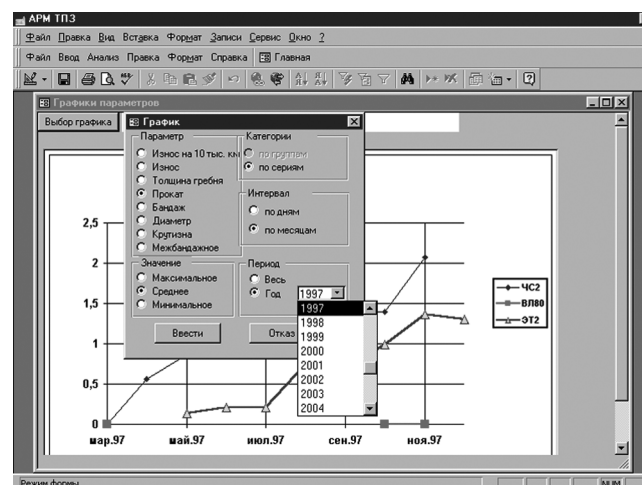 АРМ ТПЗ
Файл Правка Вид Вставка Формат Записи Сервис Окно ?
Файл Ввод Анализ Правка Формат Справка Главная
Графики параметров
Выбор графика
График
Параметр
Износ на 10 тыс. км
Износ
Толщина гребня
Прокат
Бандаж
Диаметр
Крутизна
Межбандажное
Категории
по группам
по сериям
Интервал
по дням
по месяцам
Значение
Максимальное
Среднее
Минимальное
Период
Весь
Год 1997
1997
1998
1999
2000
2001
2002
2003
2004
Ввести Отказ
2,5
2
1,5
1
0,5
0
мар.97 май.97 июл.97 сен.97 ноя.97
ЧС2
ВЛ80
ЭТ2
Режим формы NUM